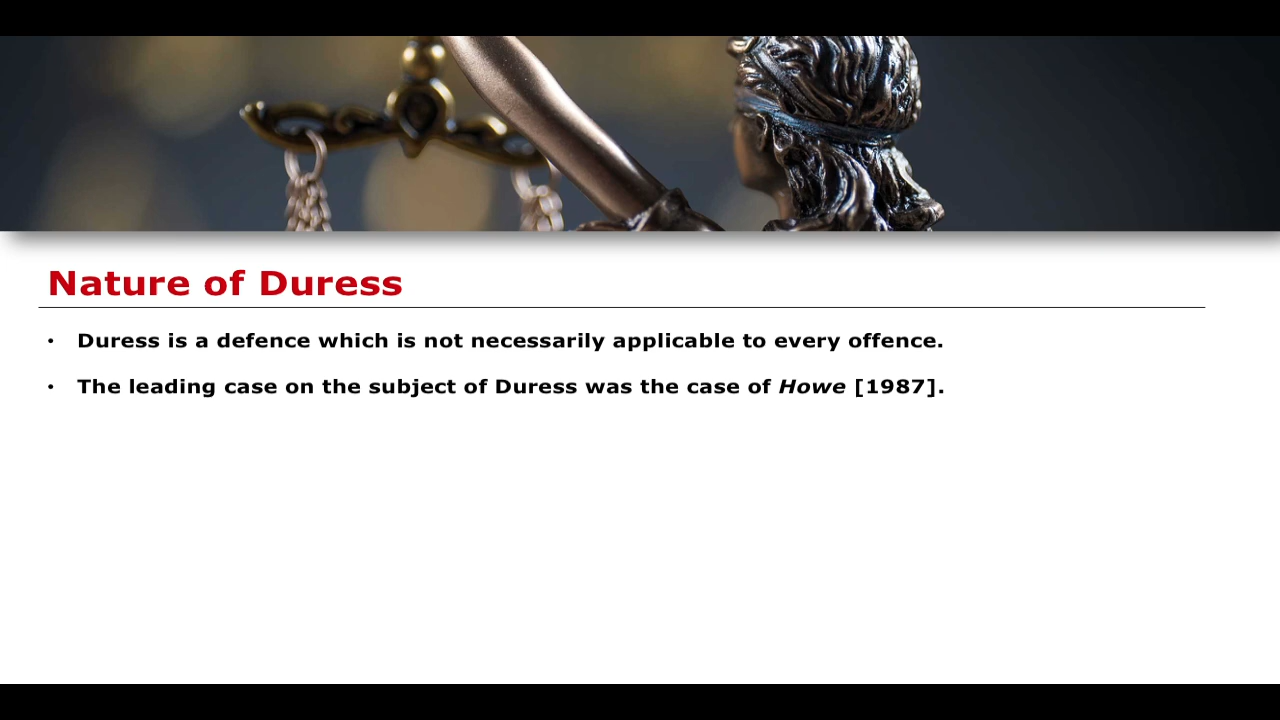 Nature of Duress
• Duress is a defence which is not necessarily applicable to every offence.
• The leading case on the subject of Duress was the case of Howe [1987].